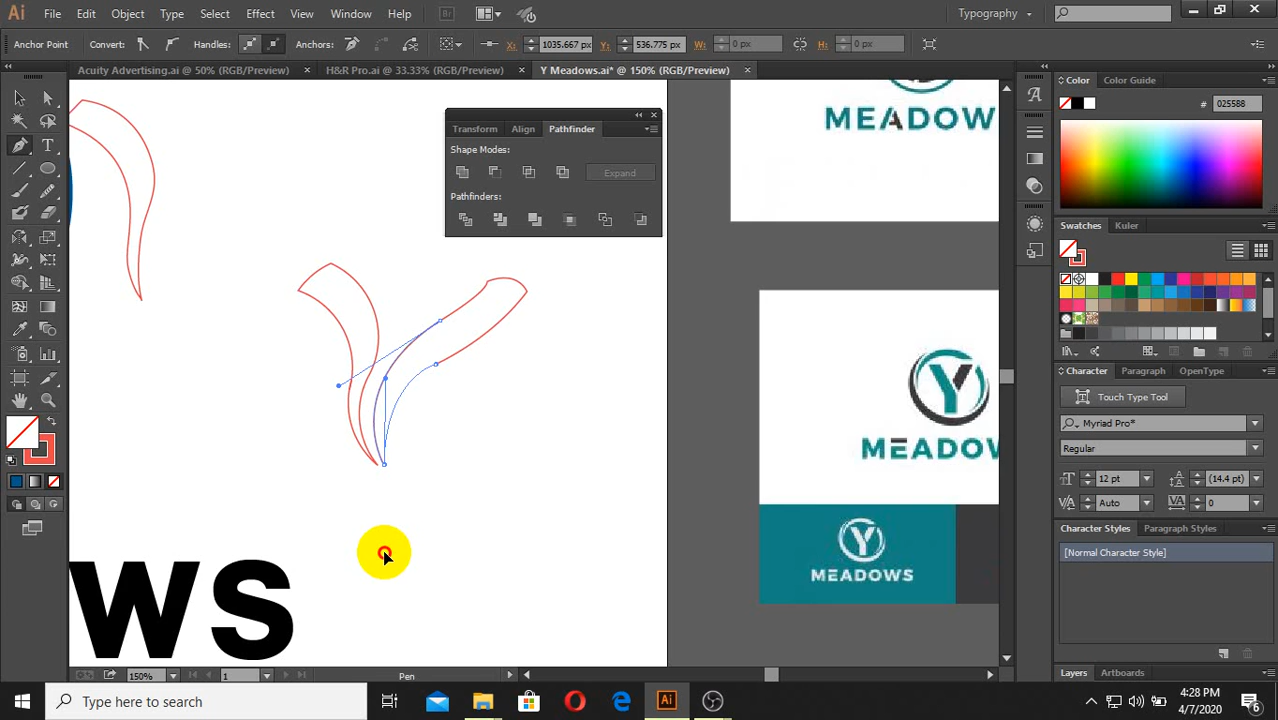 Ai File Edit Object Type Select Effect View Window Help Br Typography
Anchor Point Convert: Handles: Anchors: X: 1035.667 px Y: 536.775 px W: 0 px H: 0 px
Acuity Advertising.ai @ 50% (RGB/Preview) × H&R Pro.ai @ 33.33% (RGB/Preview) × Y Meadows.ai* @ 150% (RGB/Preview) ×
Color Color Guide
# 025588
Transform Align Pathfinder
Shape Modes:
Expand
Pathfinders:
MEADOWS
Swatches Kuler
Character Paragraph OpenType
Touch Type Tool
Myriad Pro*
Regular
12 pt (14.4 pt)
Auto 0
Character Styles Paragraph Styles
[Normal Character Style]
Y
MEADOW
Y
MEADOWS
WS
Layers Artboards
150% 1 Pen
Type here to search
Ai
4:28 PM
4/7/2020
6